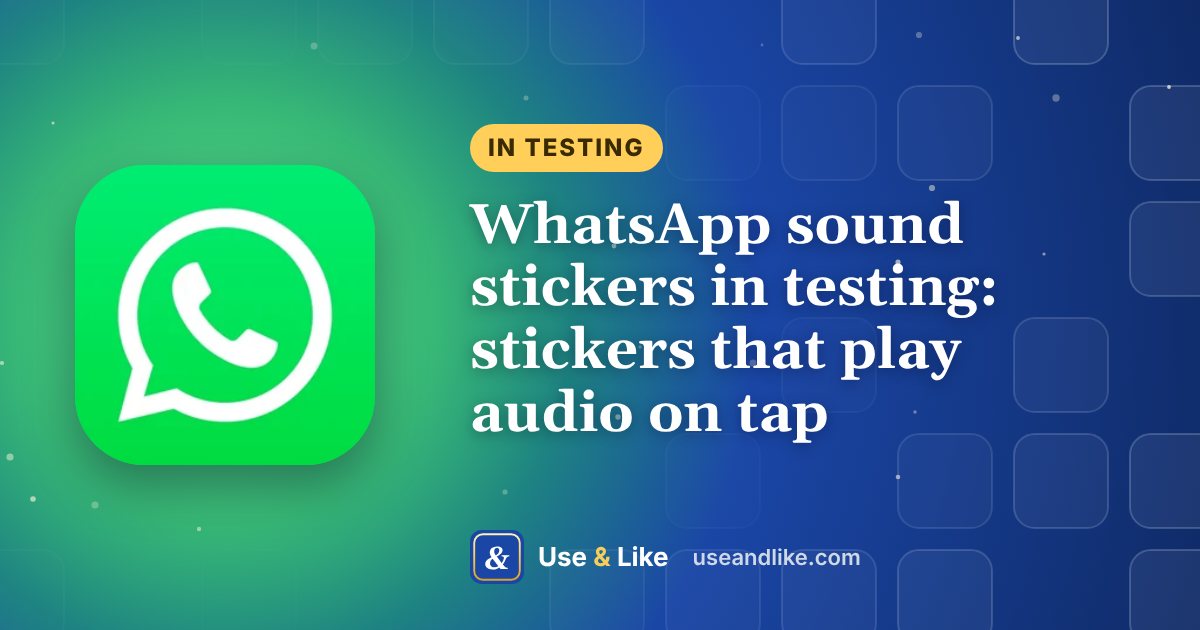 IN TESTING
WhatsApp sound
stickers in testing:
stickers that play
audio on tap
& Use & Like useandlike.com